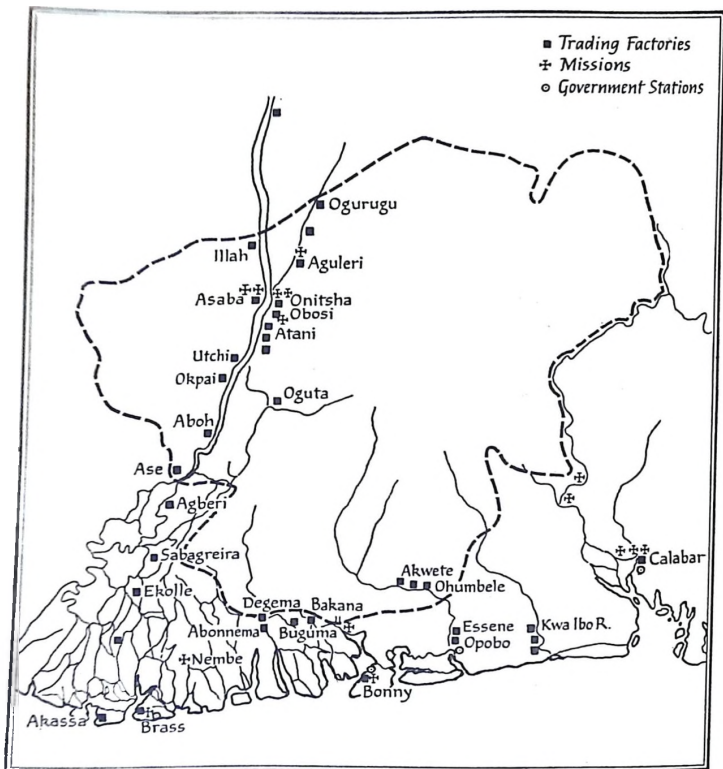 Trading Factories
Missions
Government Stations
Ogurugu
Illah
Aguleri
Asaba
Onitsha
Obosi
Atani
Utchi
Okpai
Oguta
Aboh
Ase
Agberi
Sabagreira
Ekolle
Akwete
Ohumbele
Calabar
Degema
Bakana
Abonnema
Buguma
Essene
Kwa Ibo R.
Opobo
Nembe
Bonny
Akassa
Brass